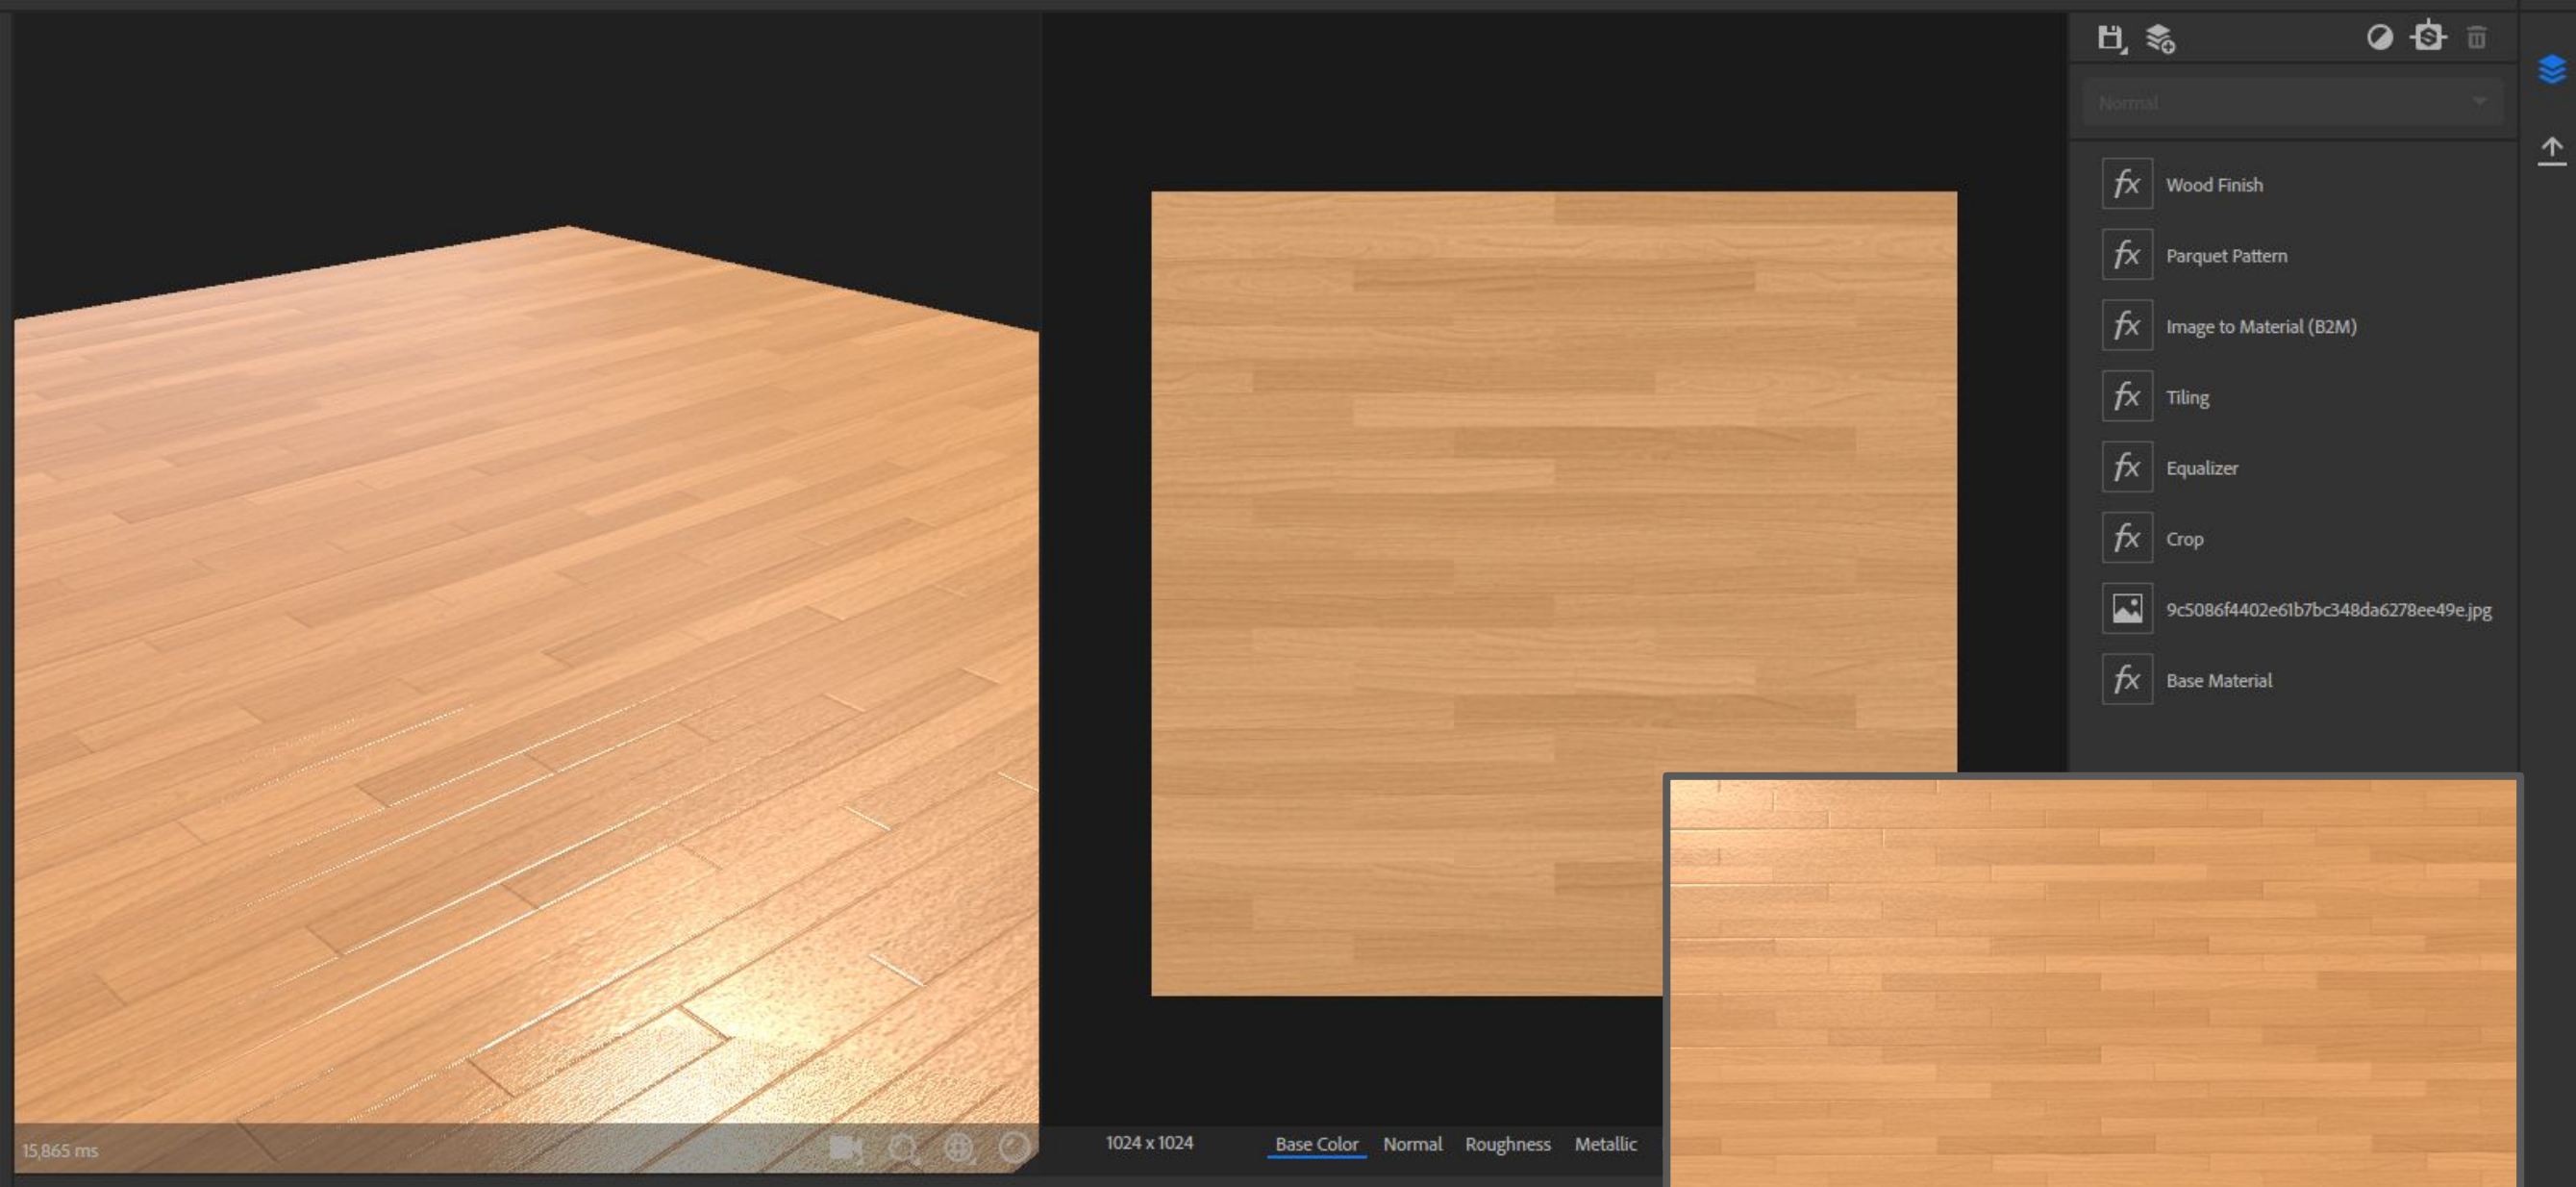 Normal
Wood Finish
Parquet Pattern
Image to Material (B2M)
Tiling
Equalizer
Crop
9c5086f4402e61b7bc348da6278ee49e.jpg
Base Material
15,865 ms
1024 x 1024
Base Color Normal Roughness Metallic